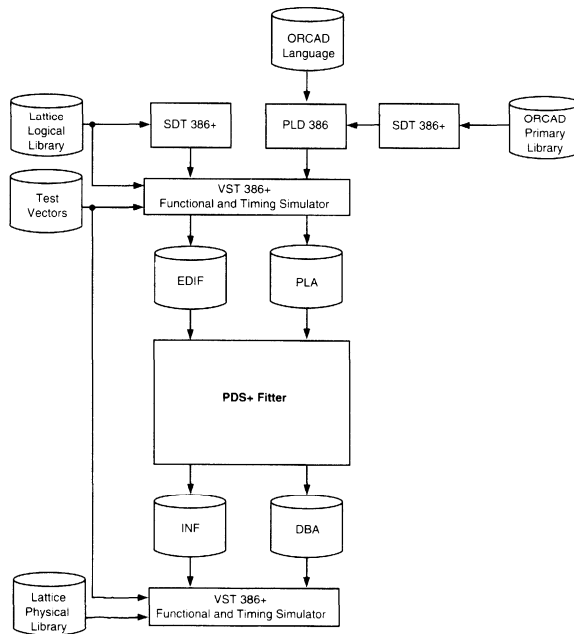 ORCAD
Language
Lattice
Logical
Library
SDT 386+
PLD 386
SDT 386+
ORCAD
Primary
Library
Test
Vectors
VST 386+
Functional and Timing Simulator
EDIF
PLA
PDS+ Fitter
INF
DBA
Lattice
Physical
Library
VST 386+
Functional and Timing Simulator